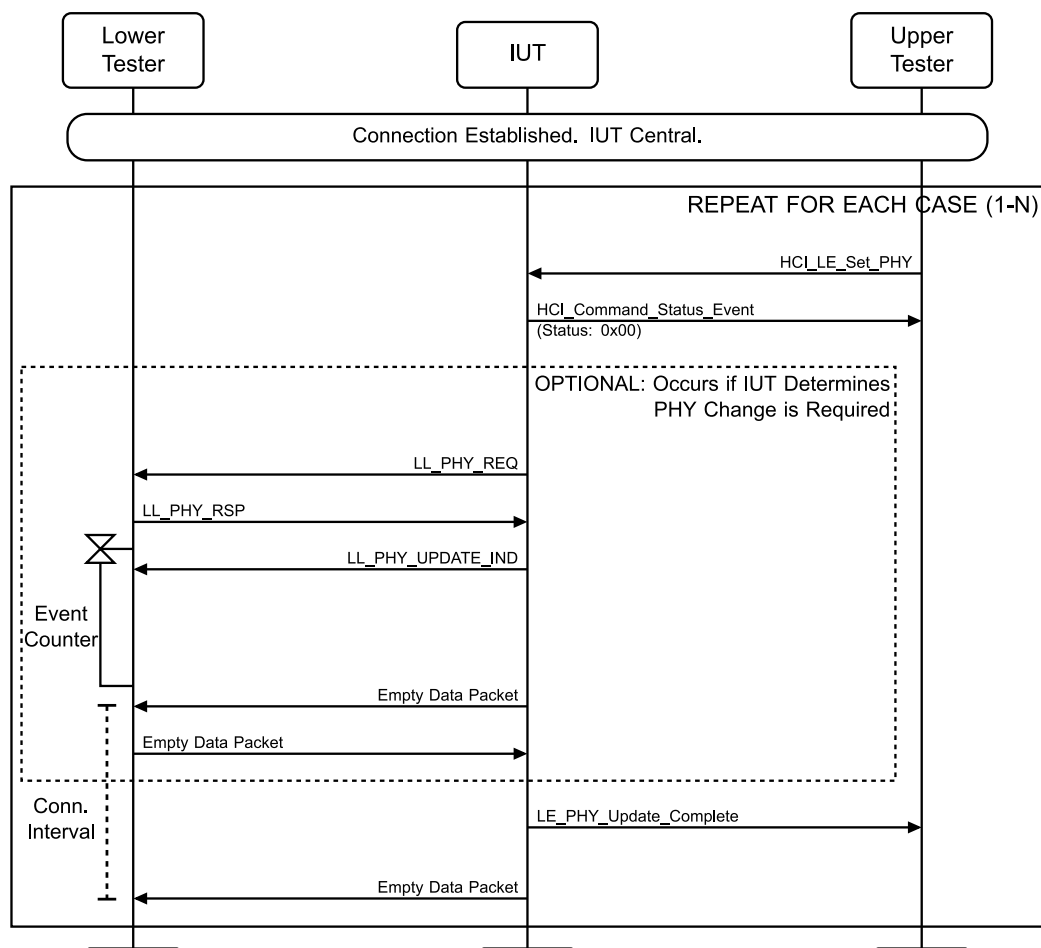 Lower
Tester
IUT
Upper
Tester
Connection Established. IUT Central.
REPEAT FOR EACH CASE (1-N)
HCI_LE_Set_PHY
HCI_Command_Status_Event
(Status: 0x00)
OPTIONAL: Occurs if IUT Determines
PHY Change is Required
LL_PHY_REQ
LL_PHY_RSP
LL_PHY_UPDATE_IND
Event
Counter
Empty Data Packet
Empty Data Packet
Conn.
Interval
LE_PHY_Update_Complete
Empty Data Packet